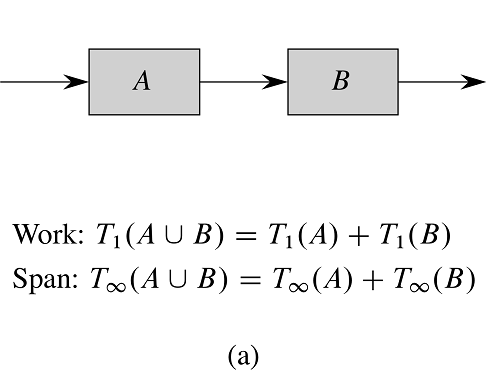 A B
Work: T₁(A ∪ B) = T₁(A) + T₁(B)
Span: T∞(A ∪ B) = T∞(A) + T∞(B)
(a)